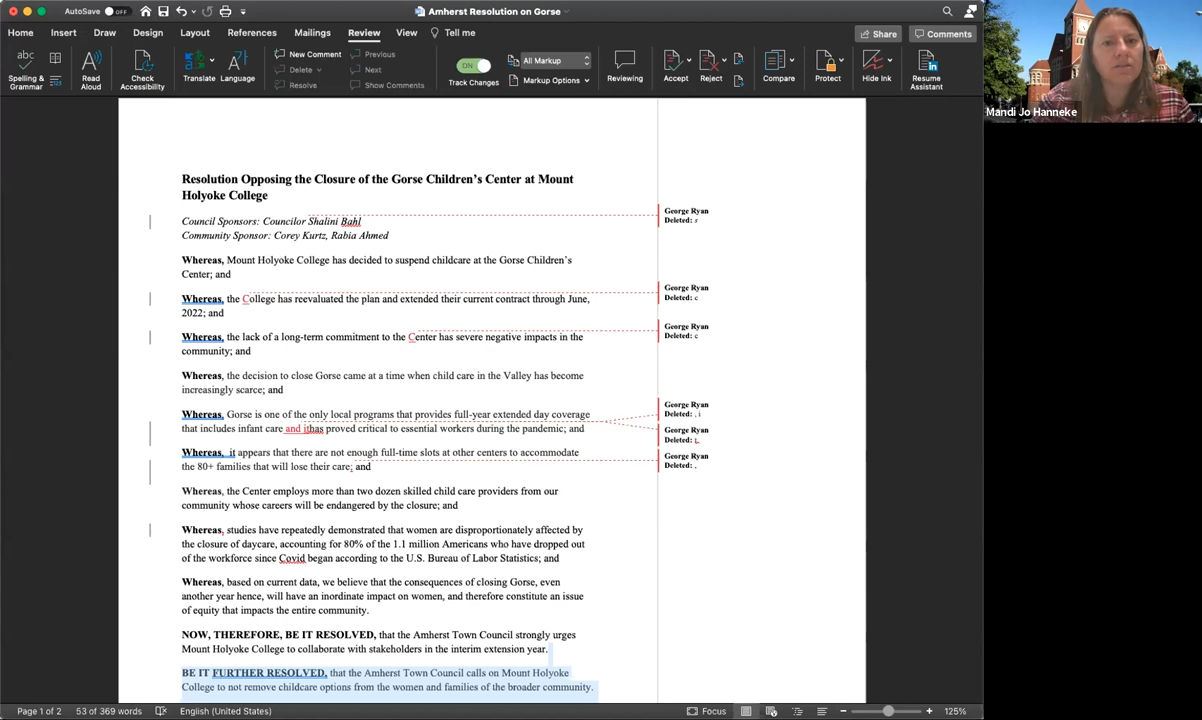 AutoSave OFF
Amherst Resolution on Gorse
Home Insert Draw Design Layout References Mailings Review View Tell me
Share Comments
abc
Spelling & Grammar
Read Aloud
Check Accessibility
Translate
Language
New Comment
Delete
Resolve
Previous
Next
Show Comments
ON
Track Changes
All Markup
Markup Options
Reviewing
Accept
Reject
Compare
Protect
Hide Ink
Resume Assistant
Mandi Jo Hanneke
Resolution Opposing the Closure of the Gorse Children's Center at Mount
Holyoke College
Council Sponsors: Councilor Shalini Bahl
Community Sponsor: Corey Kurtz, Rabia Ahmed
Whereas, Mount Holyoke College has decided to suspend childcare at the Gorse Children's
Center; and
Whereas, the College has reevaluated the plan and extended their current contract through June,
2022; and
Whereas, the lack of a long-term commitment to the Center has severe negative impacts in the
community; and
Whereas, the decision to close Gorse came at a time when child care in the Valley has become
increasingly scarce; and
Whereas, Gorse is one of the only local programs that provides full-year extended day coverage
that includes infant care and ithas proved critical to essential workers during the pandemic; and
Whereas, it appears that there are not enough full-time slots at other centers to accommodate
the 80+ families that will lose their care; and
Whereas, the Center employs more than two dozen skilled child care providers from our
community whose careers will be endangered by the closure; and
Whereas, studies have repeatedly demonstrated that women are disproportionately affected by
the closure of daycare, accounting for 80% of the 1.1 million Americans who have dropped out
of the workforce since Covid began according to the U.S. Bureau of Labor Statistics; and
Whereas, based on current data, we believe that the consequences of closing Gorse, even
another year hence, will have an inordinate impact on women, and therefore constitute an issue
of equity that impacts the entire community.
NOW, THEREFORE, BE IT RESOLVED, that the Amherst Town Council strongly urges
Mount Holyoke College to collaborate with stakeholders in the interim extension year.
BE IT FURTHER RESOLVED, that the Amherst Town Council calls on Mount Holyoke
College to not remove childcare options from the women and families of the broader community.
George Ryan
Deleted: s
George Ryan
Deleted: c
George Ryan
Deleted: c
George Ryan
Deleted: , i
George Ryan
Deleted: t,
George Ryan
Deleted: ,
Page 1 of 2 53 of 369 words English (United States) Focus 125%